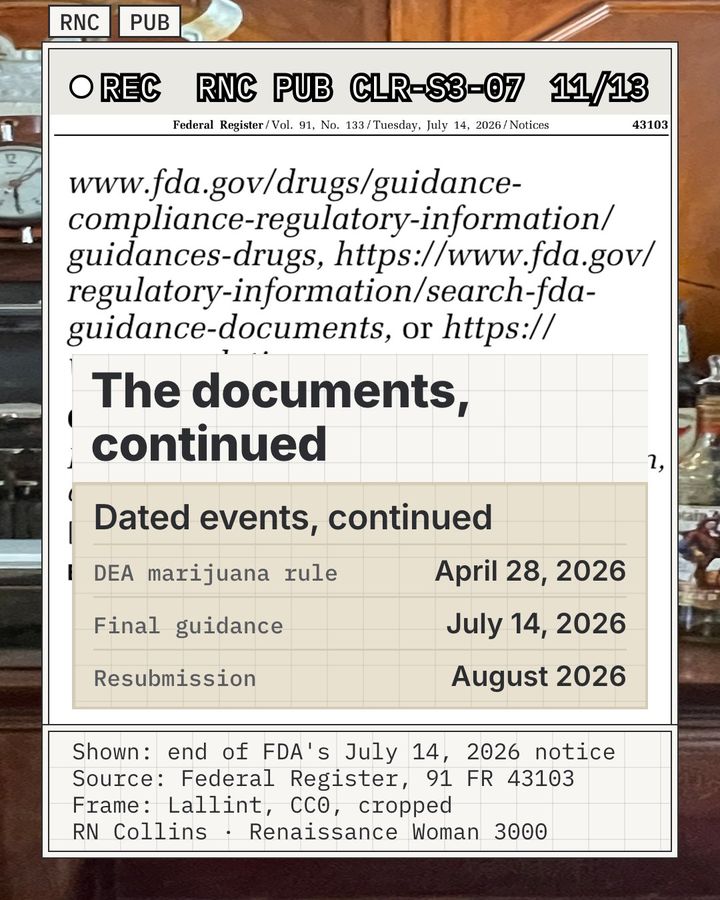 RNC PUB
REC RNC PUB CLR-S3-07 11/13
Federal Register / Vol. 91, No. 133 / Tuesday, July 14, 2026 / Notices 43103
www.fda.gov/drugs/guidance-
compliance-regulatory-information/
guidances-drugs, https://www.fda.gov/
regulatory-information/search-fda-
guidance-documents, or https://
The documents,
continued
Dated events, continued
DEA marijuana rule April 28, 2026
Final guidance July 14, 2026
Resubmission August 2026
Shown: end of FDA's July 14, 2026 notice
Source: Federal Register, 91 FR 43103
Frame: Lallint, CC0, cropped
RN Collins · Renaissance Woman 3000